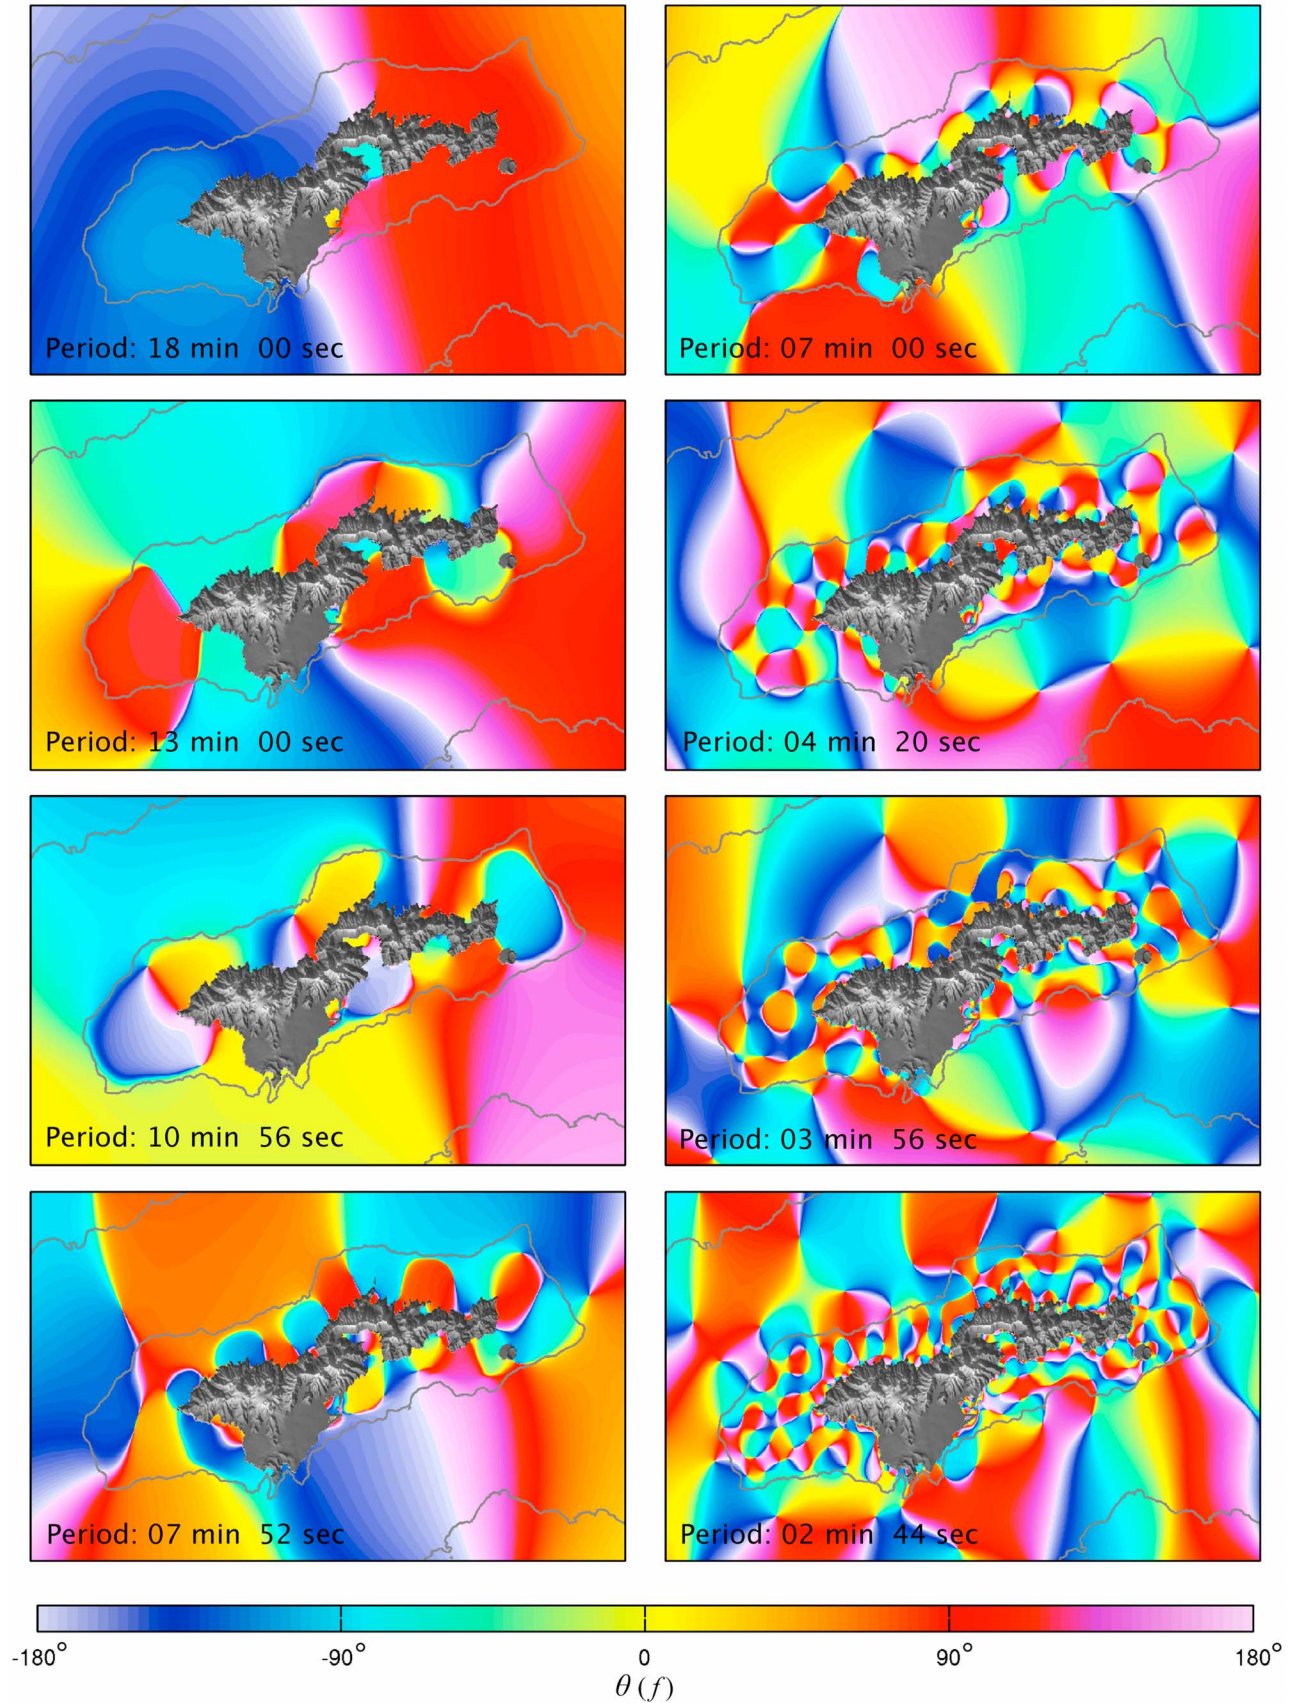 Period: 18 min 00 sec
Period: 07 min 00 sec
Period: 13 min 00 sec
Period: 04 min 20 sec
Period: 10 min 56 sec
Period: 03 min 56 sec
Period: 07 min 52 sec
Period: 02 min 44 sec
-180° -90° 0 90° 180°
θ (f)